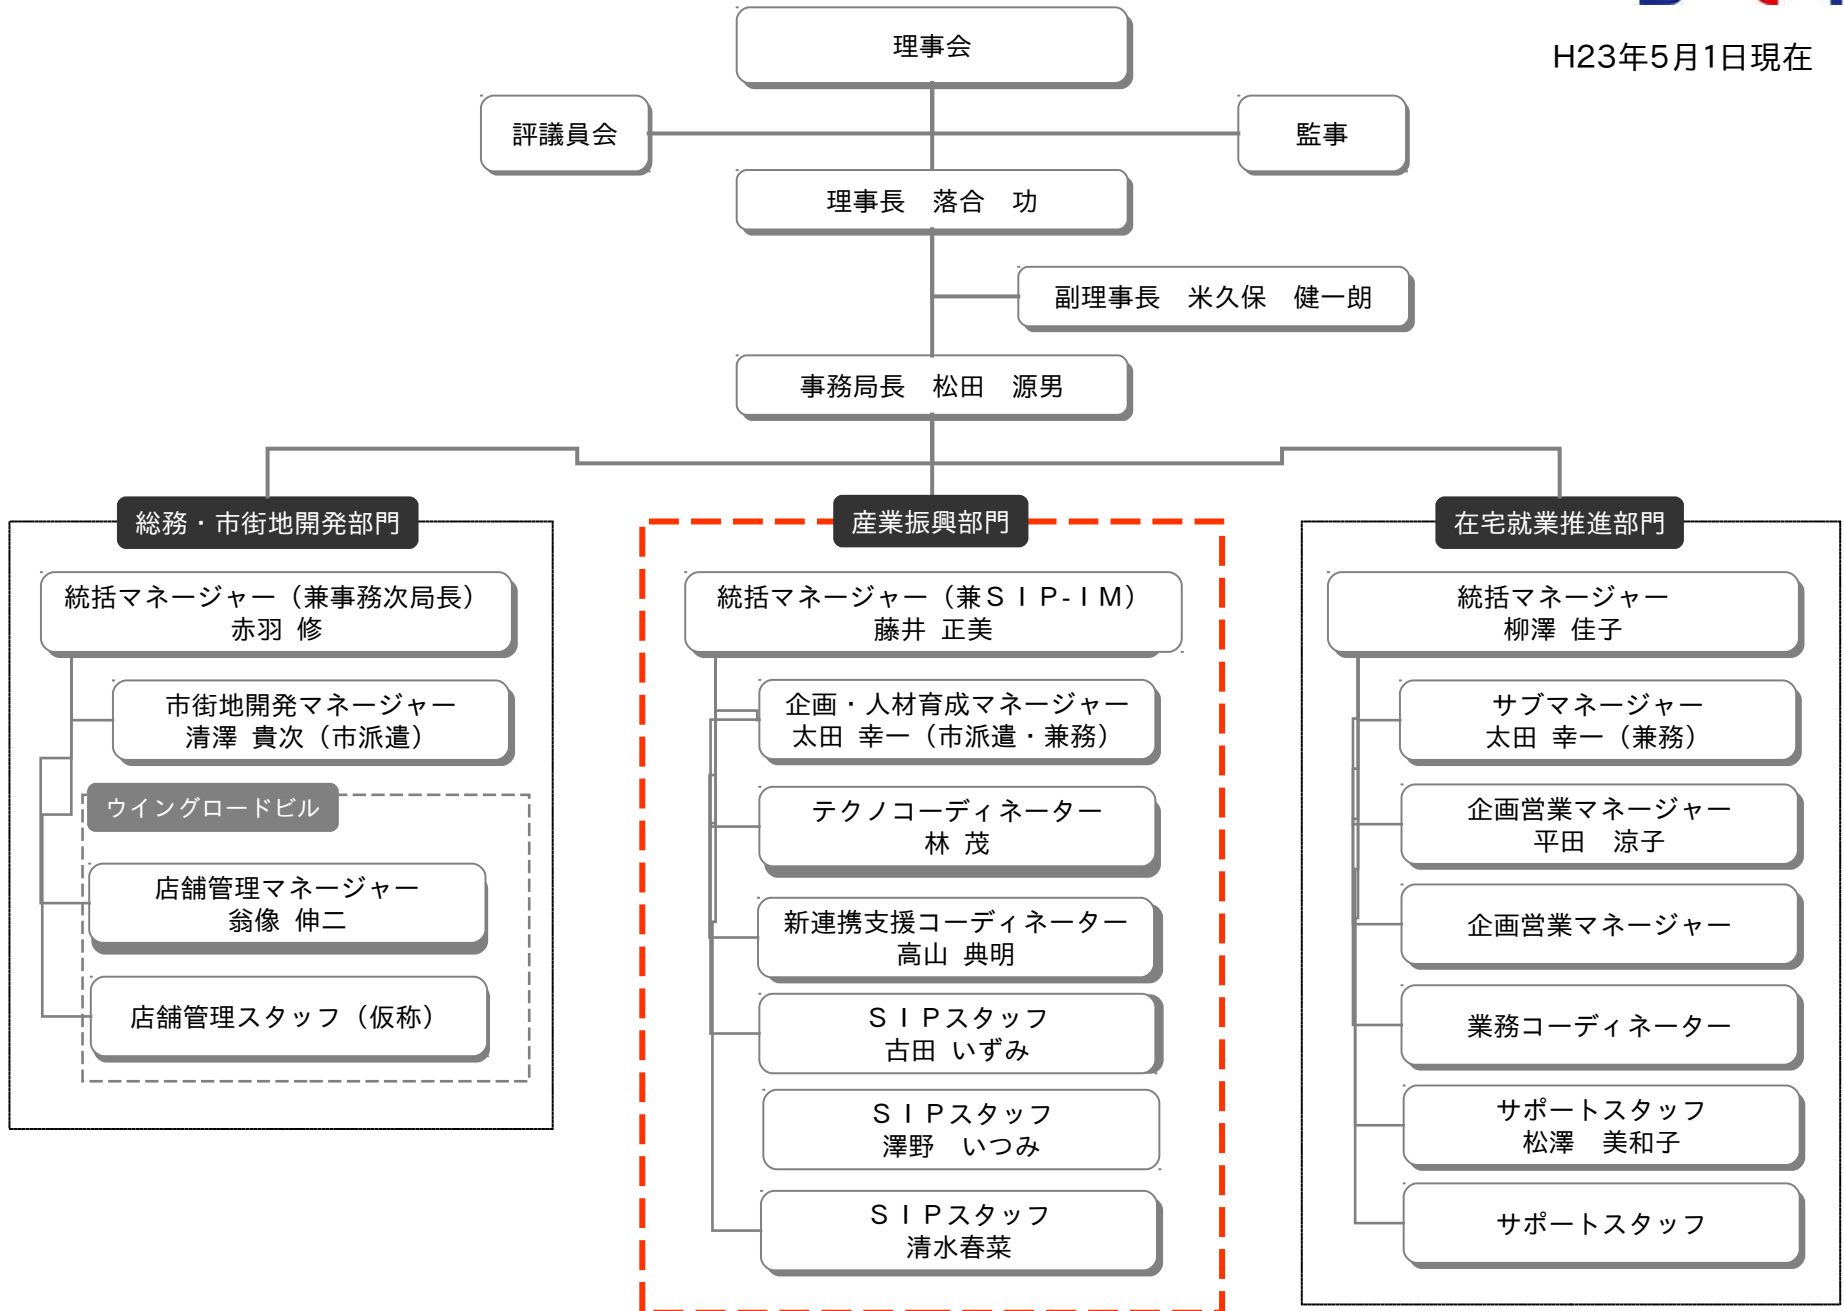 理事会
H23年5月1日現在
評議員会
監事
理事長　落合　功
副理事長　米久保　健一朗
事務局長　松田　源男
総務・市街地開発部門
統括マネージャー（兼事務次局長）
赤羽 修
市街地開発マネージャー
清澤 貴次（市派遣）
ウイングロードビル
店舗管理マネージャー
翁像 伸二
店舗管理スタッフ（仮称）
産業振興部門
統括マネージャー（兼ＳＩＰ-ＩＭ）
藤井 正美
企画・人材育成マネージャー
太田 幸一（市派遣・兼務）
テクノコーディネーター
林 茂
新連携支援コーディネーター
高山 典明
ＳＩＰスタッフ
古田 いずみ
ＳＩＰスタッフ
澤野　いつみ
ＳＩＰスタッフ
清水春菜
在宅就業推進部門
統括マネージャー
柳澤 佳子
サブマネージャー
太田 幸一（兼務）
企画営業マネージャー
平田　涼子
企画営業マネージャー
業務コーディネーター
サポートスタッフ
松澤　美和子
サポートスタッフ